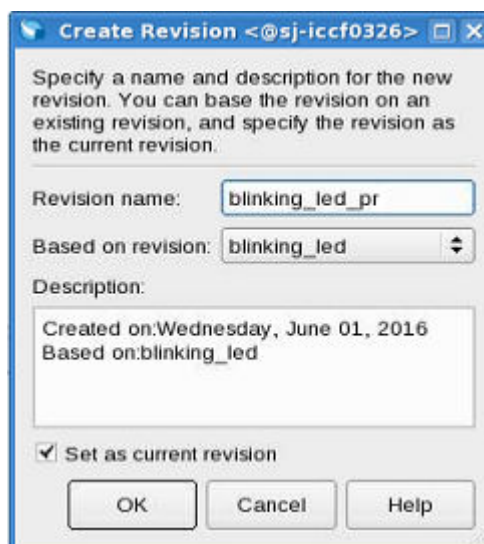 Create Revision <@sj-iccf0326>
Specify a name and description for the new
revision. You can base the revision on an
existing revision, and specify the revision as
the current revision.
Revision name: blinking_led_pr
Based on revision: blinking_led
Description:
Created on:Wednesday, June 01, 2016
Based on:blinking_led
Set as current revision
OK Cancel Help